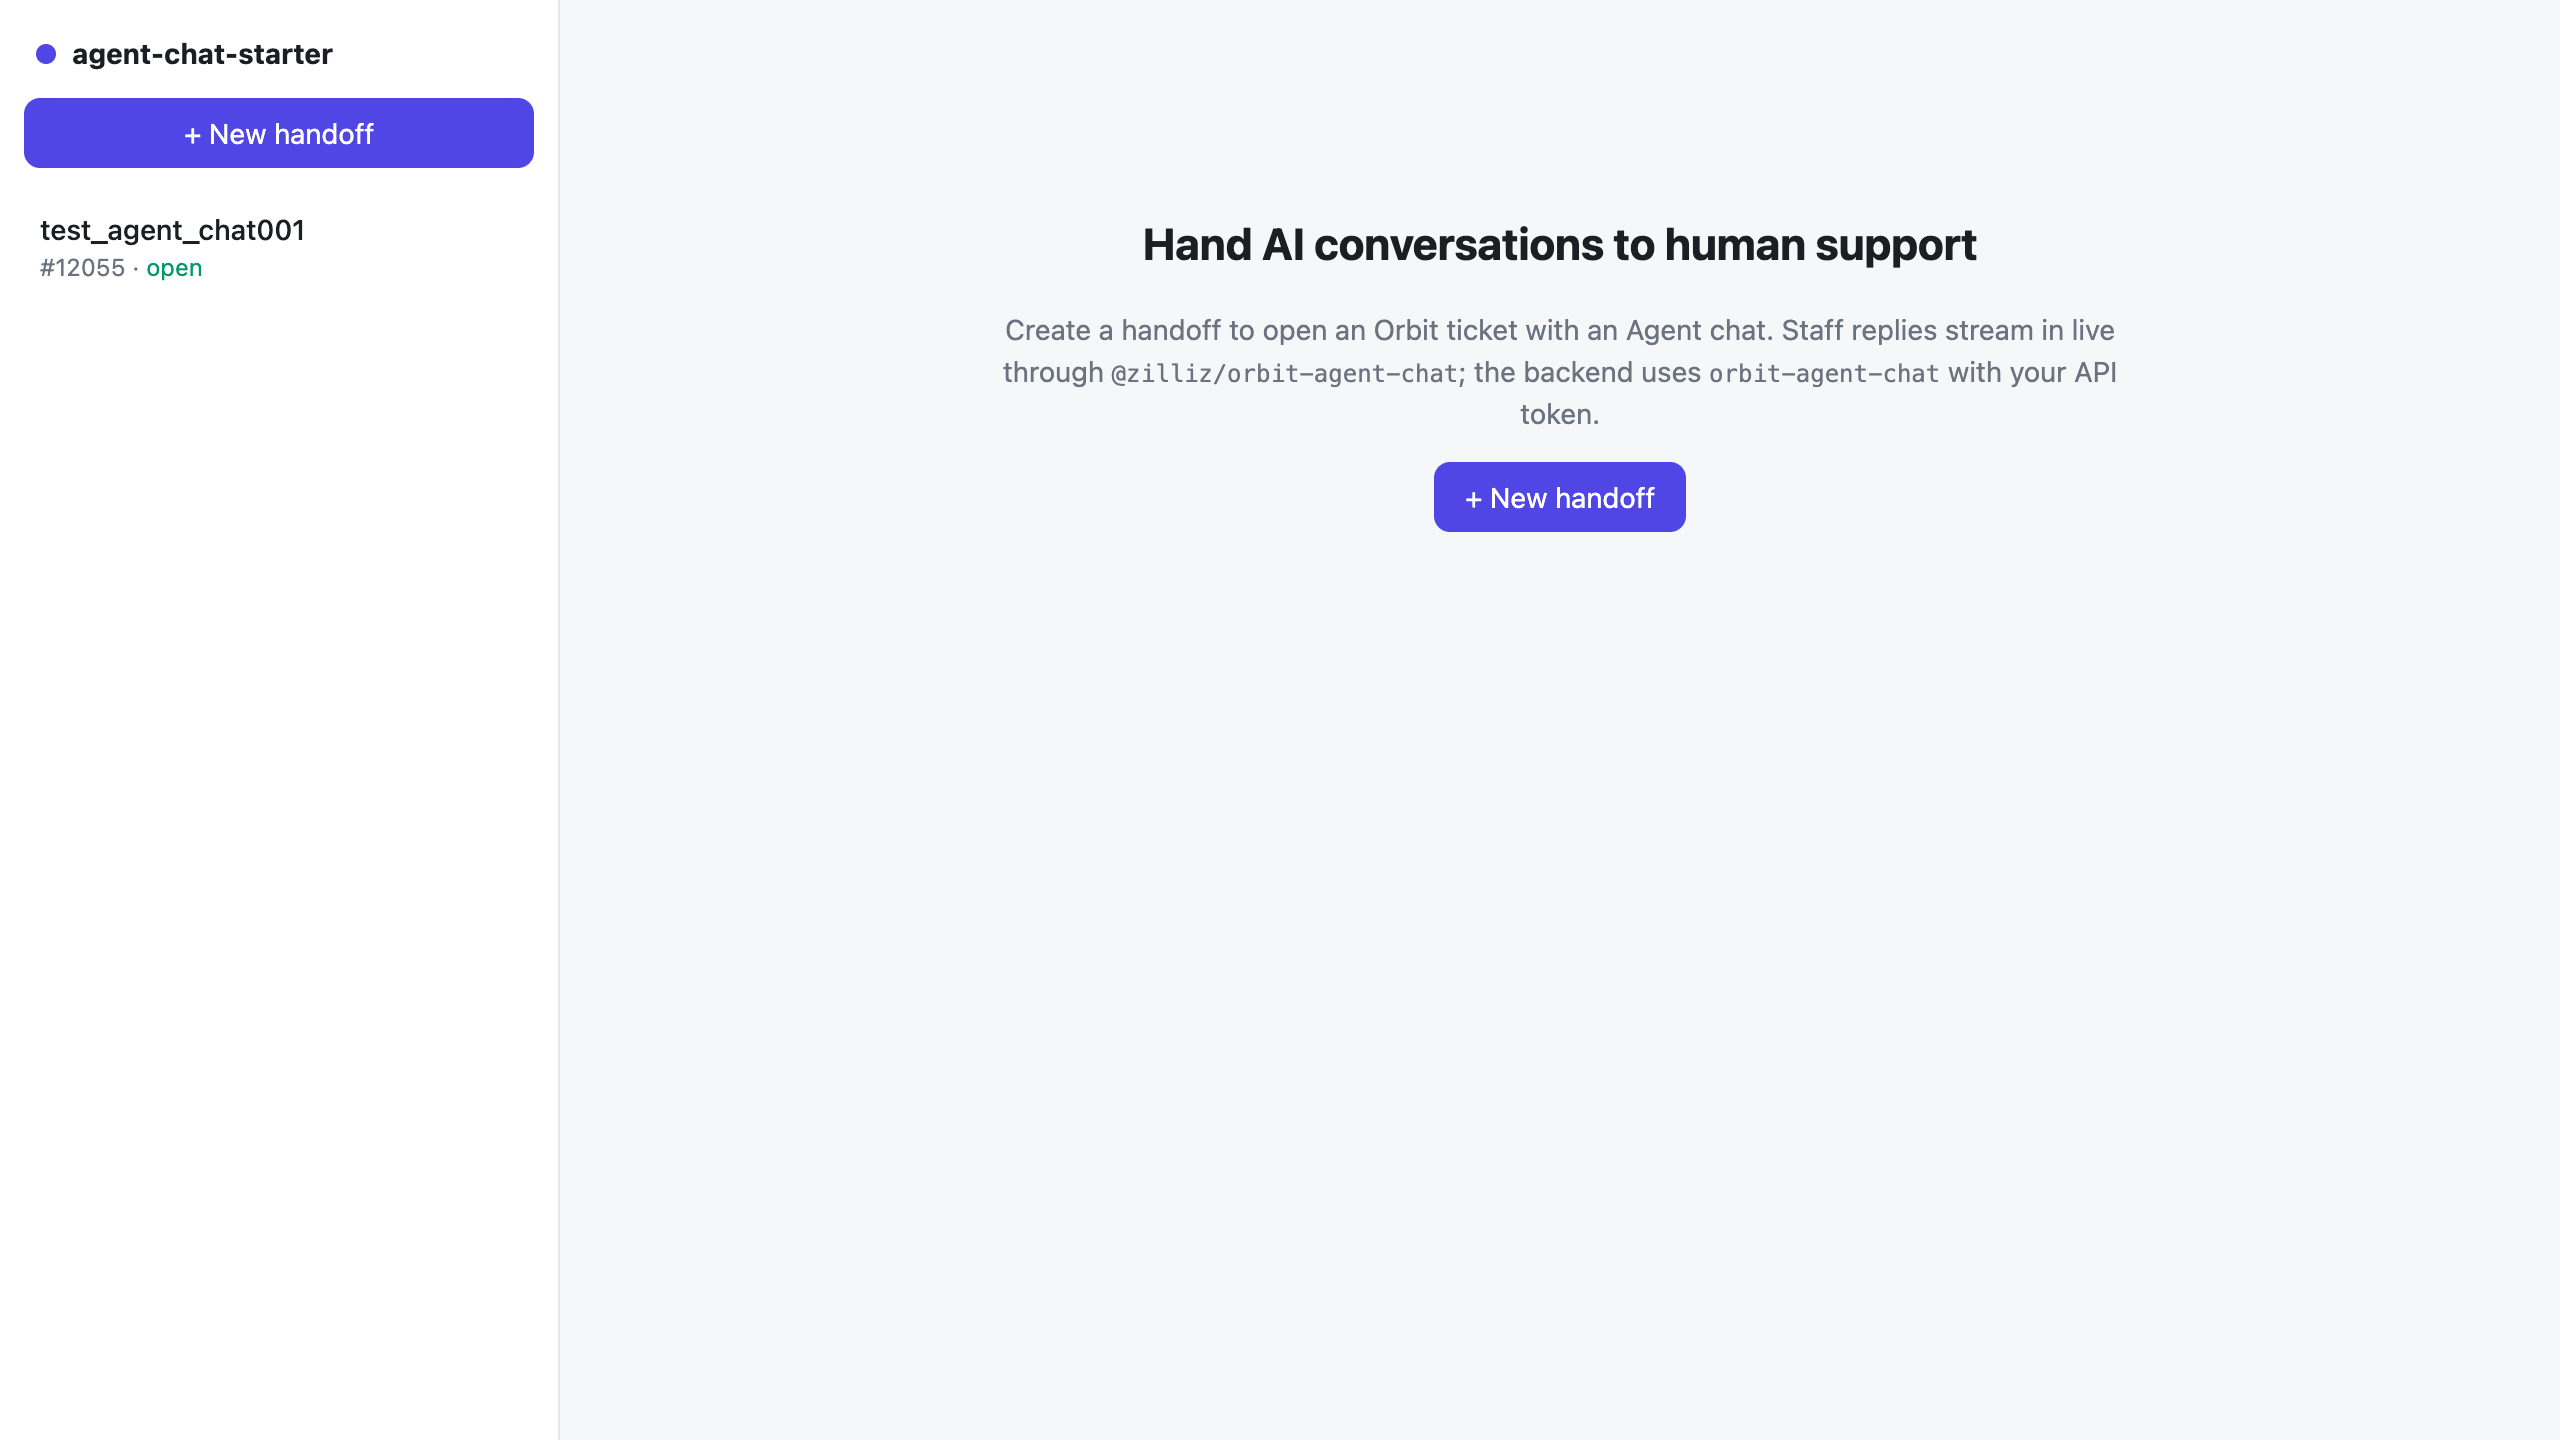 agent-chat-starter
+ New handoff
test_agent_chat001
#12055 · open
Hand AI conversations to human support
Create a handoff to open an Orbit ticket with an Agent chat. Staff replies stream in live
through @zilliz/orbit-agent-chat; the backend uses orbit-agent-chat with your API
token.
+ New handoff